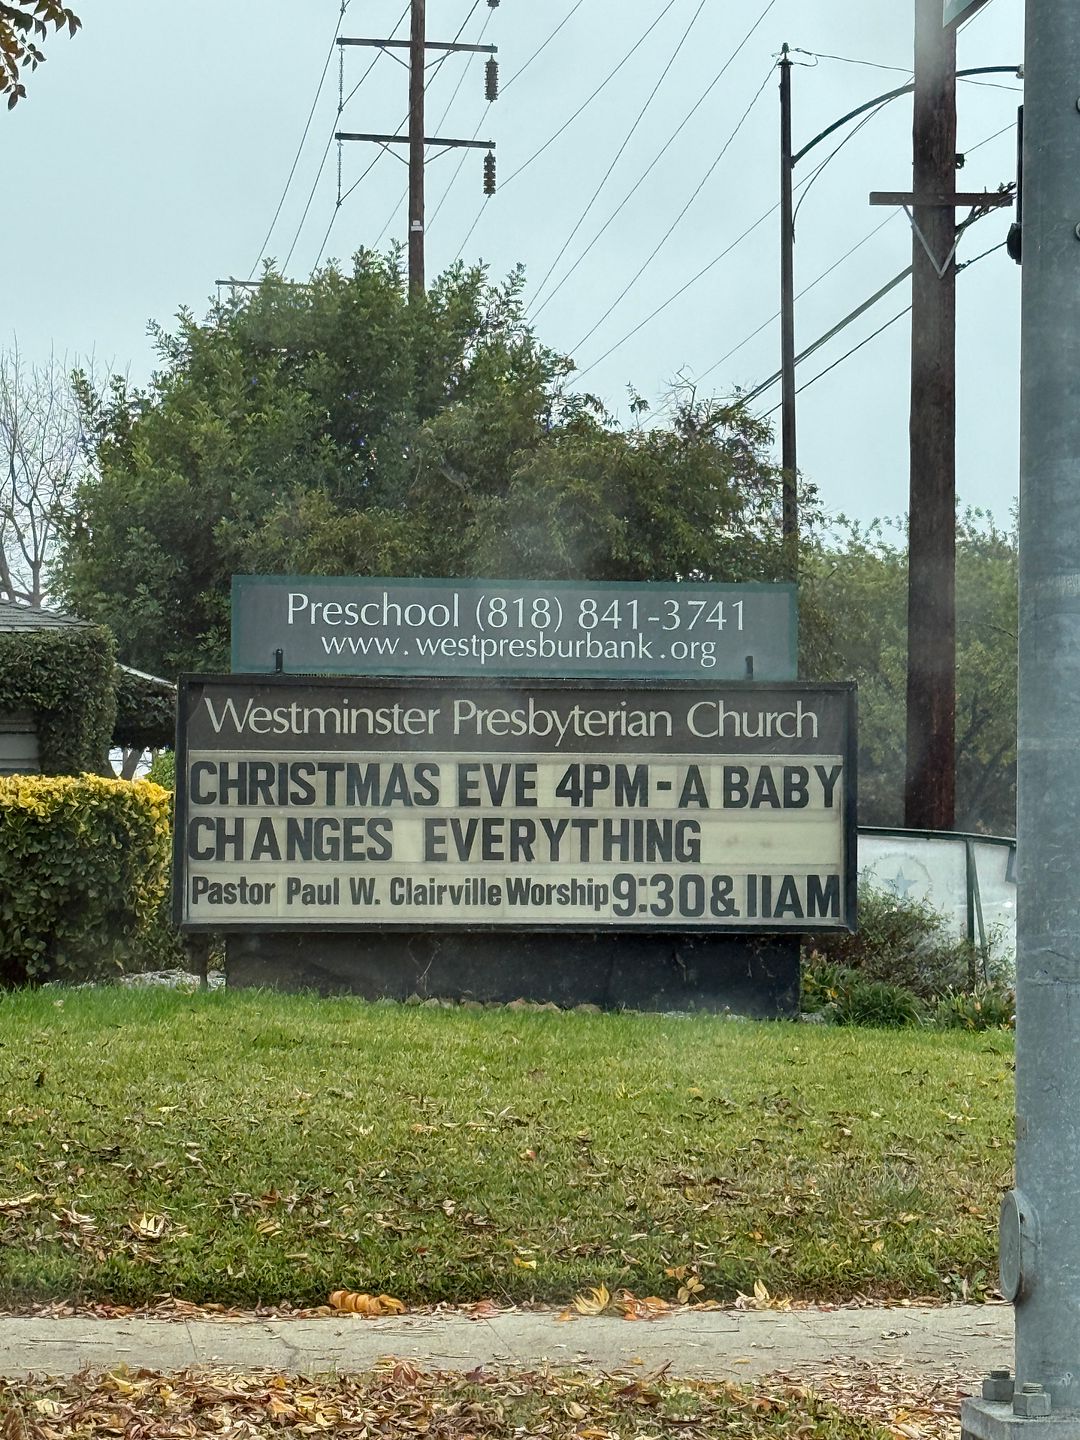 Preschool (818) 841-3741
www.westpresburbank.org
Westminster Presbyterian Church
CHRISTMAS EVE 4PM-A BABY
CHANGES EVERYTHING
Pastor Paul W. Clairville Worship 9:30 & 11AM